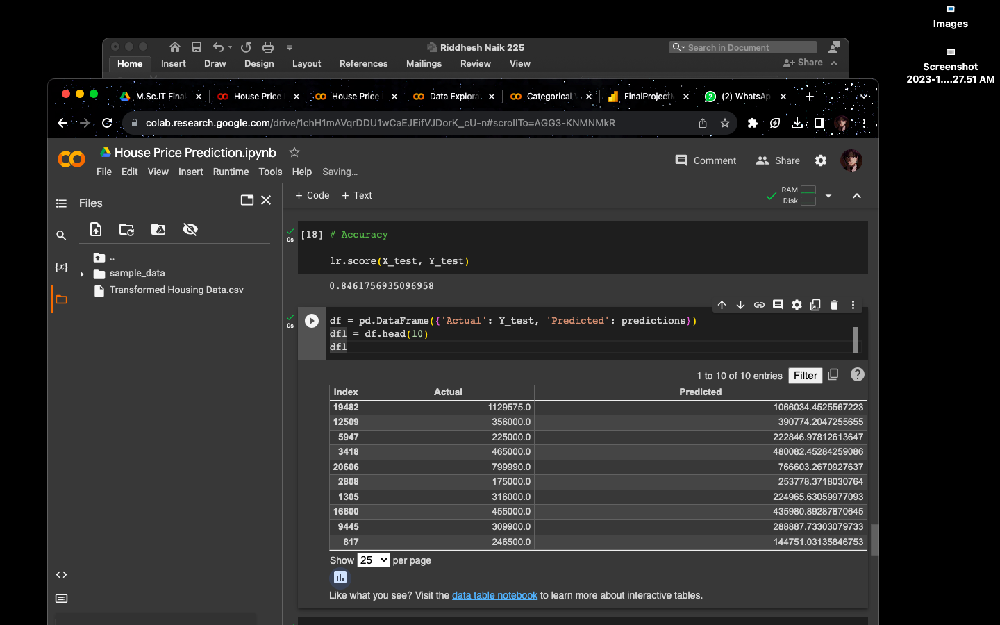 Images
Screenshot
2023-1....27.51 AM
Riddhesh Naik 225
Search in Document
Home Insert Draw Design Layout References Mailings Review View
Share
M.Sc.IT Final House Price House Price Data Explora. Categorical FinalProject (2) WhatsAp
colab.research.google.com/drive/1chH1mAVqrDDU1wCaEJEifVJDorK_cU-n#scrollTo=AGG3-KNMNMkR
House Price Prediction.ipynb
File Edit View Insert Runtime Tools Help Saving...
Comment Share
Files
+ Code + Text
RAM
Disk
..
sample_data
Transformed Housing Data.csv
{x}
0s
[18] # Accuracy
lr.score(X_test, Y_test)
0.8461756935096958
0s
df = pd.DataFrame({'Actual': Y_test, 'Predicted': predictions})
df1 = df.head(10)
df1
1 to 10 of 10 entries Filter
index Actual Predicted
19482 1129575.0 1066034.4525567223
12509 356000.0 390774.2047255655
5947 225000.0 222846.97812613647
3418 465000.0 480082.45284259086
20606 799990.0 766603.2670927637
2808 175000.0 253778.3718030764
1305 316000.0 224965.63059977093
16600 455000.0 435980.89287870645
9445 309900.0 288887.73303079733
817 246500.0 144751.03135846753
Show 25 per page
Like what you see? Visit the data table notebook to learn more about interactive tables.